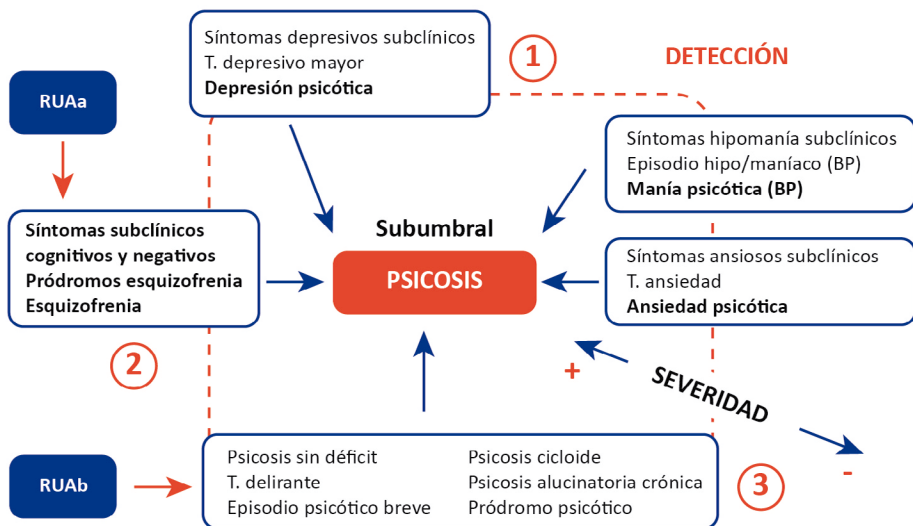 Síntomas depresivos subclínicos
T. depresivo mayor
Depresión psicótica
1
DETECCIÓN
RUAa
Síntomas hipomanía subclínicos
Episodio hipo/maníaco (BP)
Manía psicótica (BP)
Síntomas subclínicos
cognitivos y negativos
Pródromos esquizofrenia
Esquizofrenia
Subumbral
PSICOSIS
Síntomas ansiosos subclínicos
T. ansiedad
Ansiedad psicótica
2
+
SEVERIDAD
-
RUAb
Psicosis sin déficit
T. delirante
Episodio psicótico breve
Psicosis cicloide
Psicosis alucinatoria crónica
Pródromo psicótico
3